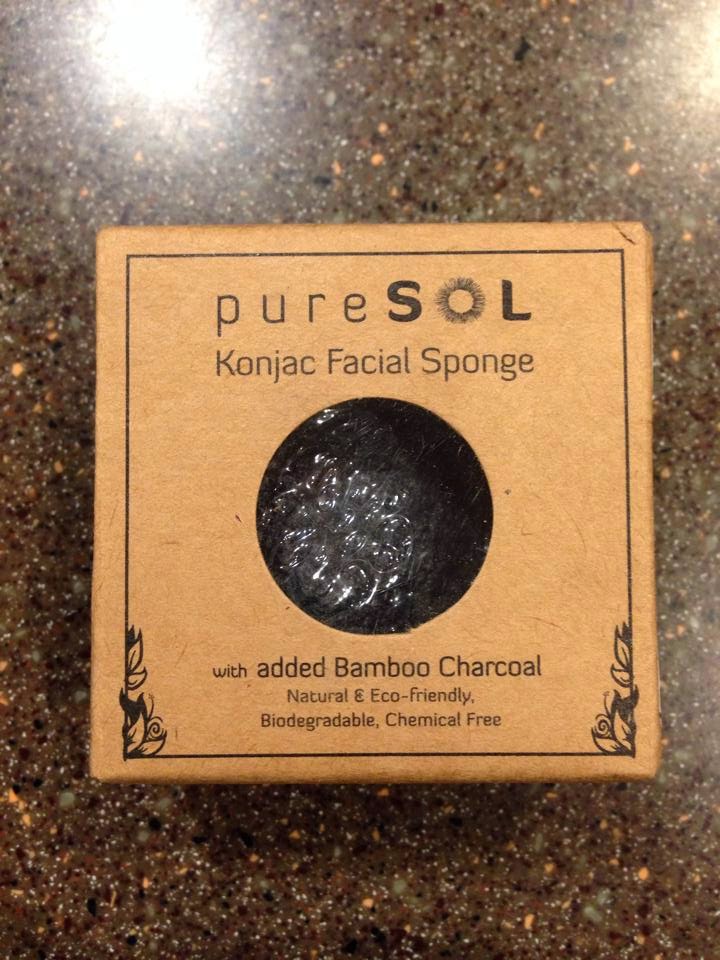 pureSOL
Konjac Facial Sponge
with added Bamboo Charcoal
Natural & Eco-friendly,
Biodegradable, Chemical Free